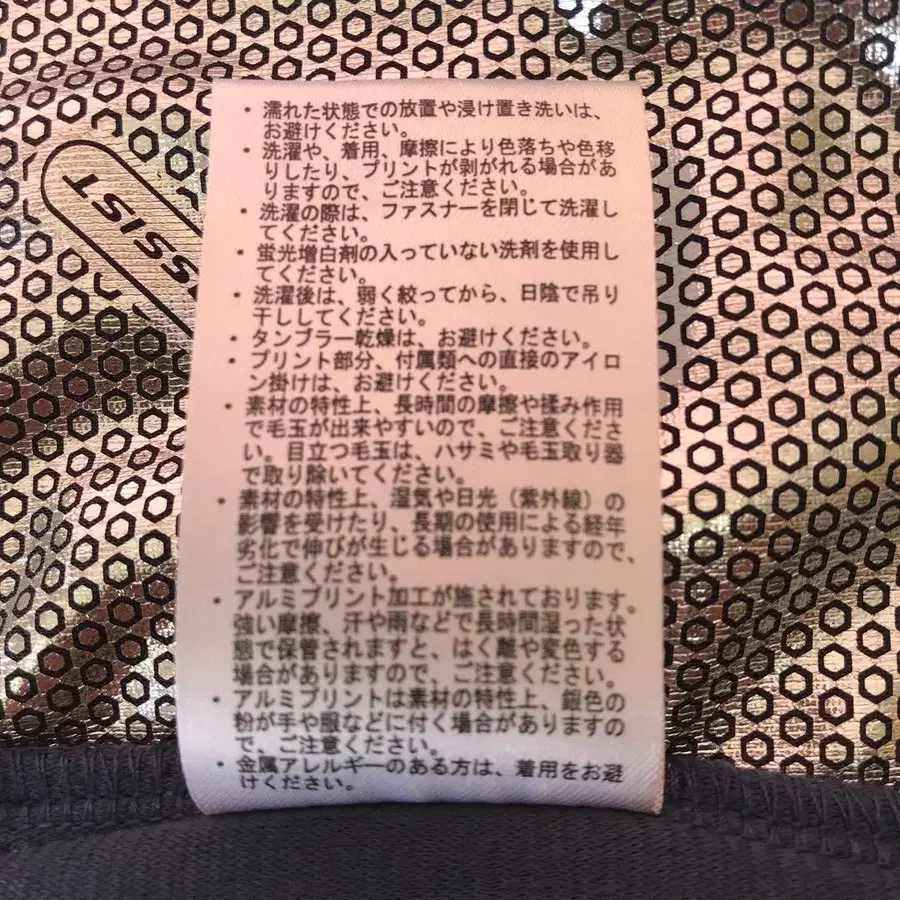 SSIST
・濡れた状態での放置や浸け置き洗いは、
お避けください。
・洗濯や、着用、摩擦により色落ちや色移
りしたり、プリントが剥がれる場合があ
りますので、ご注意ください。
・洗濯の際は、ファスナーを閉じて洗濯し
てください。
・蛍光増白剤の入っていない洗剤を使用し
てください。
・洗濯後は、弱く絞ってから、日陰で吊り
干ししてください。
・タンブラー乾燥は、お避けください。
・プリント部分、付属類への直接のアイロ
ン掛けは、お避けください。
・素材の特性上、長時間の摩擦や揉み作用
で毛玉が出来やすいので、ご注意くださ
い。目立つ毛玉は、ハサミや毛玉取り器
で取り除いてください。
・素材の特性上、湿気や日光（紫外線）の
影響を受けたり、長期の使用による経年
劣化で伸びが生じる場合がありますので、
ご注意ください。
・アルミプリント加工が施されております。
強い摩擦、汗や雨などで長時間湿った状
態で保管されますと、はく離や変色する
場合がありますので、ご注意ください。
・アルミプリントは素材の特性上、銀色の
粉が手や服などに付く場合がありますの
で、ご注意ください。
・金属アレルギーのある方は、着用をお避
けください。